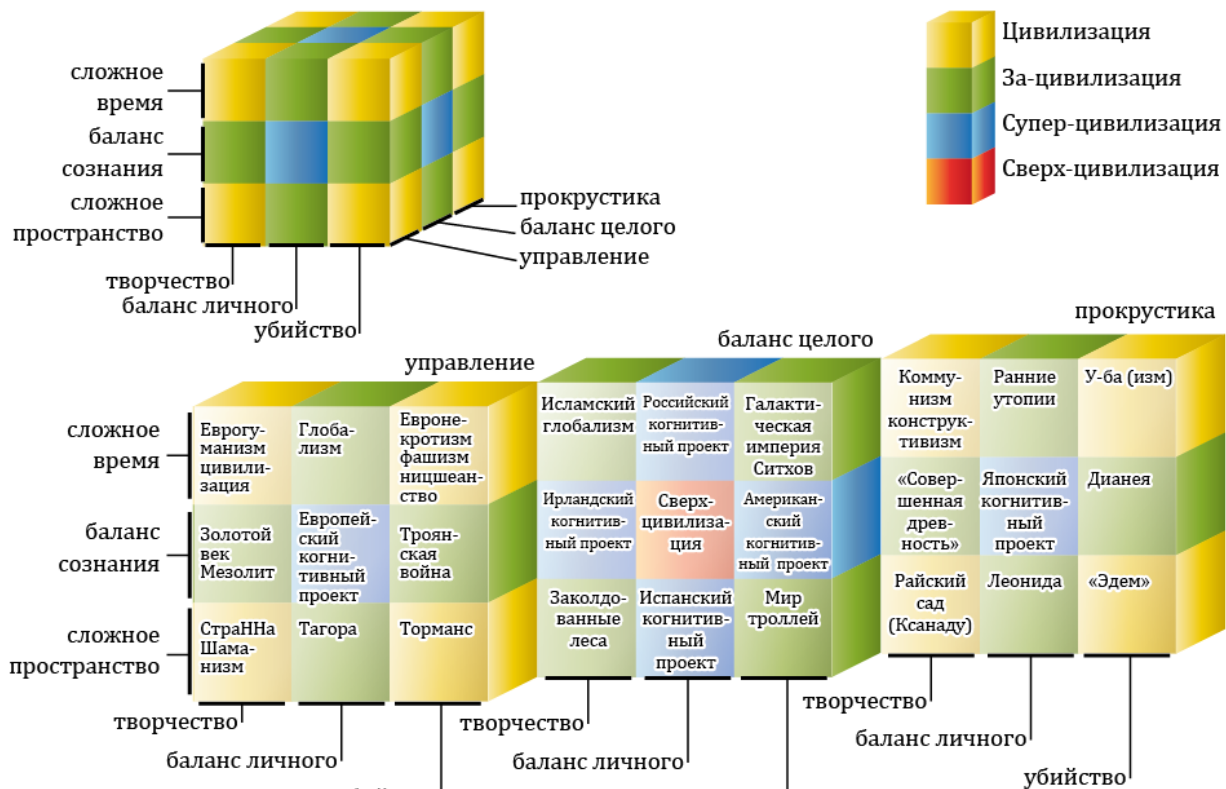 сложное
время
баланс
сознания
сложное
пространство
творчество
баланс личного
убийство
прокрустика
баланс целого
управление
Цивилизация
За-цивилизация
Супер-цивилизация
Сверх-цивилизация
управление
баланс целого
прокрустика
сложное
время
баланс
сознания
сложное
пространство
Еврогу-
манизм
цивили-
зация
Глоба-
лизм
Евроне-
кротизм
фашизм
ницшеан-
ство
Золотой
век
Мезолит
Европей-
ский
когни-
тивный
проект
Троян-
ская
война
СтраННа
Шама-
низм
Тагора
Торманс
творчество
баланс личного
Исламский
глобализм
Российский
когнитив-
ный проект
Галакти-
ческая
империя
Ситхов
Ирландский
когнитив-
ный проект
Сверх-
цивилиза-
ция
Американ-
ский
когнитив-
ный проект
Заколдо-
ванные
леса
Испанский
когнитив-
ный
проект
Мир
троллей
творчество
баланс личного
Комму-
низм
конструк-
тивизм
Ранние
утопии
У-ба (изм)
«Совер-
шенная
древ-
ность»
Японский
когнитив-
ный
проект
Дианея
Райский
сад
(Ксанаду)
Леонида
«Эдем»
творчество
баланс личного
убийство